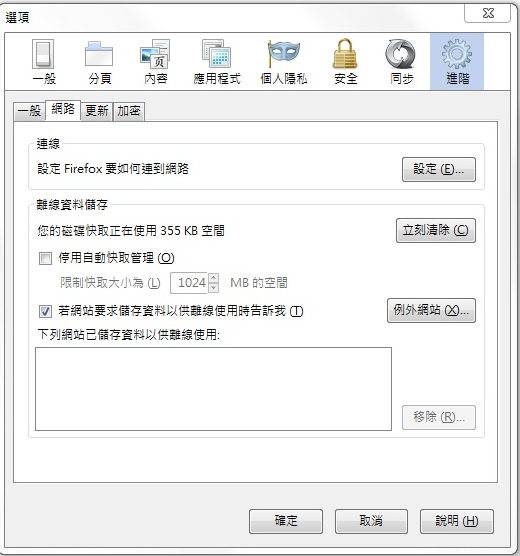 選項
一般 分頁 內容 應用程式 個人隱私 安全 同步 進階
一般 網路 更新 加密
連線
設定 Firefox 要如何連到網路
設定 (E)...
離線資料儲存
您的磁碟快取正在使用 355 KB 空間
立刻清除 (C)
停用自動快取管理 (O)
限制快取大小為 (L) 1024 MB 的空間
若網站要求儲存資料以供離線使用時告訴我 (T)
例外網站 (X)...
下列網站已儲存資料以供離線使用:
移除 (R)...
確定 取消 說明 (H)